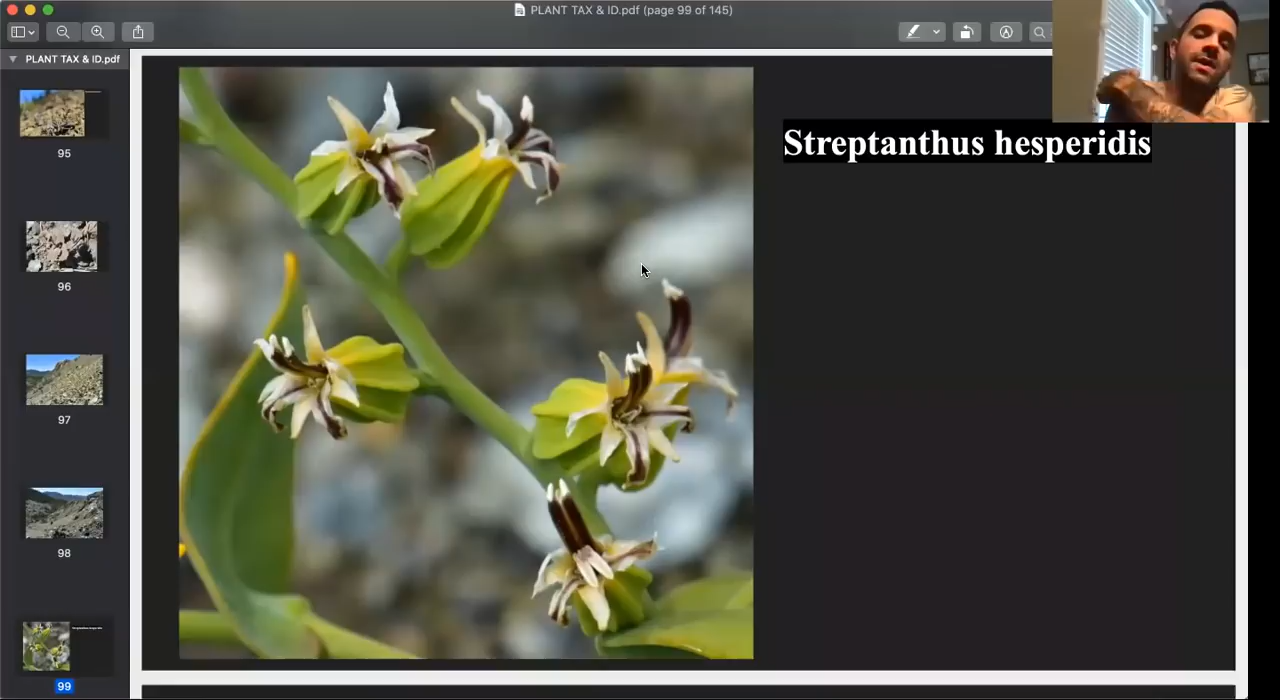 PLANT TAX & ID.pdf (page 99 of 145)
PLANT TAX & ID.pdf
95
96
97
98
99
Streptanthus hesperidis